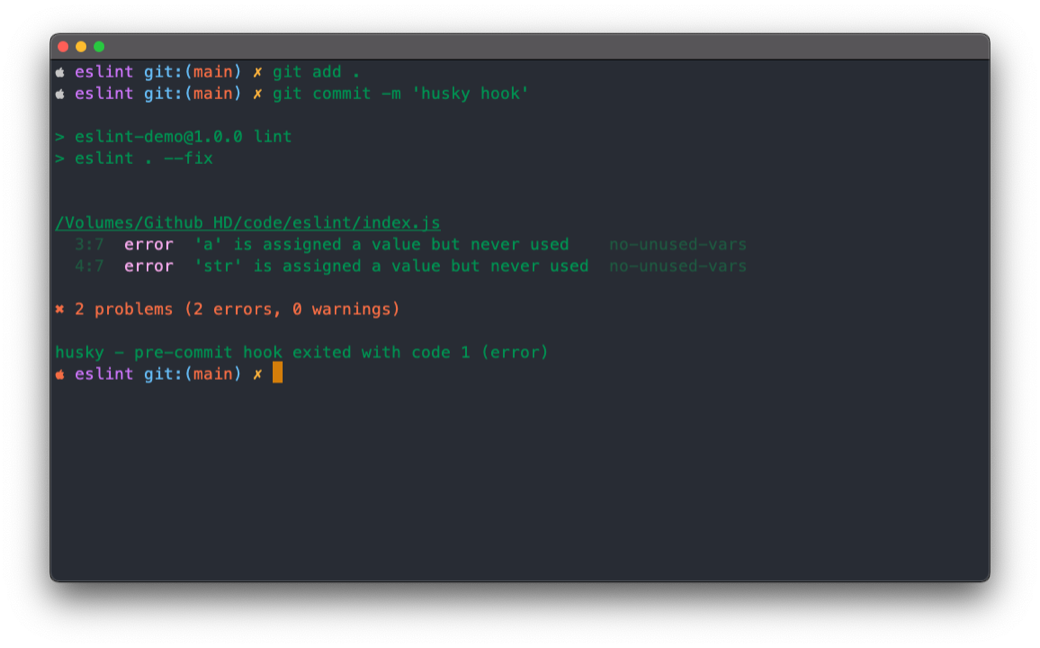 eslint git:(main) ✗ git add .
eslint git:(main) ✗ git commit -m 'husky hook'
> eslint-demo@1.0.0 lint
> eslint . --fix
/Volumes/Github HD/code/eslint/index.js
3:7 error 'a' is assigned a value but never used no-unused-vars
4:7 error 'str' is assigned a value but never used no-unused-vars
✖ 2 problems (2 errors, 0 warnings)
husky - pre-commit hook exited with code 1 (error)
eslint git:(main) ✗